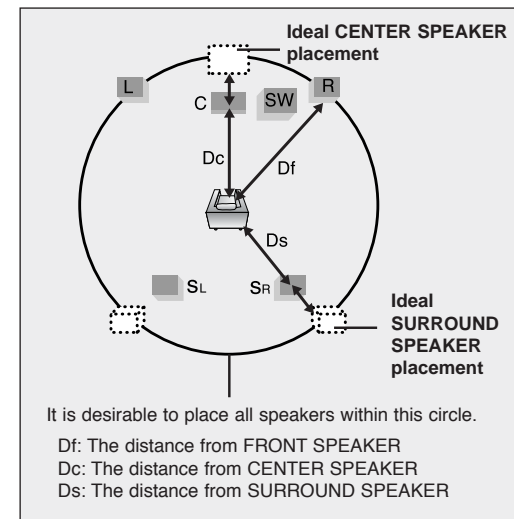 Ideal CENTER SPEAKER
placement
L
R
C
SW
Dc
Df
Ds
SL
SR
Ideal
SURROUND
SPEAKER
placement
It is desirable to place all speakers within this circle.
Df: The distance from FRONT SPEAKER
Dc: The distance from CENTER SPEAKER
Ds: The distance from SURROUND SPEAKER